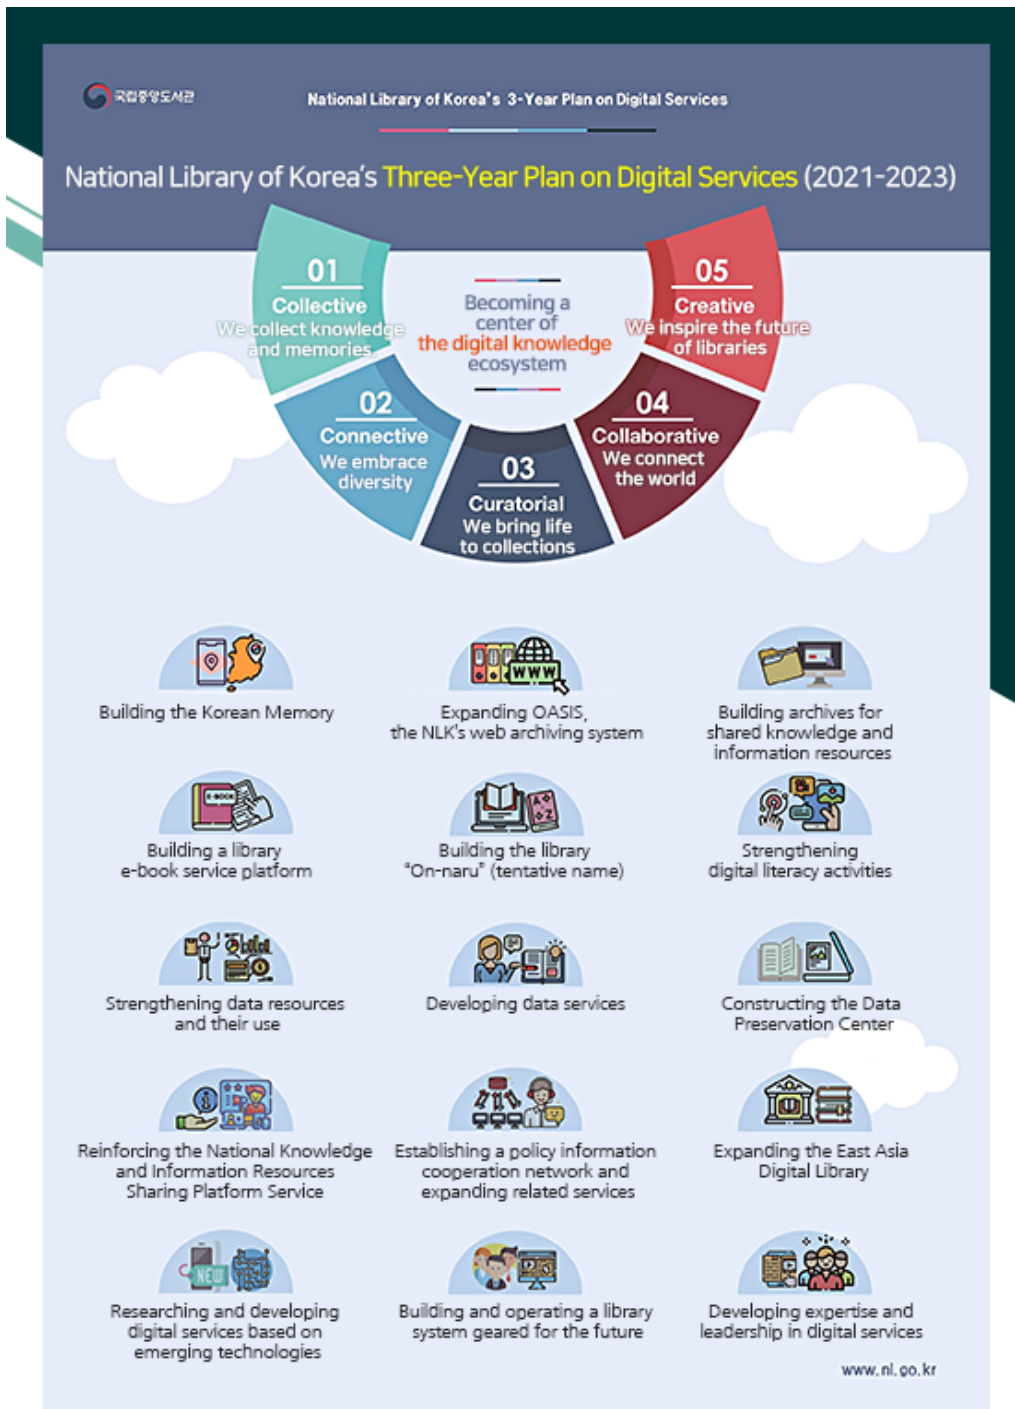 국립중앙도서관
National Library of Korea's 3-Year Plan on Digital Services
National Library of Korea's Three-Year Plan on Digital Services (2021-2023)
01
Collective
We collect knowledge
and memories
02
Connective
We embrace
diversity
03
Curatorial
We bring life
to collections
04
Collaborative
We connect
the world
05
Creative
We inspire the future
of libraries
Becoming a
center of
the digital knowledge
ecosystem
Building the Korean Memory
WWW
Expanding OASIS,
the NLK's web archiving system
Building archives for
shared knowledge and
information resources
E-BOOK
Building a library
e-book service platform
A
Z
Building the library
"On-naru" (tentative name)
Strengthening
digital literacy activities
Strengthening data resources
and their use
Developing data services
Constructing the Data
Preservation Center
Reinforcing the National Knowledge
and Information Resources
Sharing Platform Service
Establishing a policy information
cooperation network and
expanding related services
Expanding the East Asia
Digital Library
NEW
Researching and developing
digital services based on
emerging technologies
Building and operating a library
system geared for the future
Developing expertise and
leadership in digital services
www.nl.go.kr